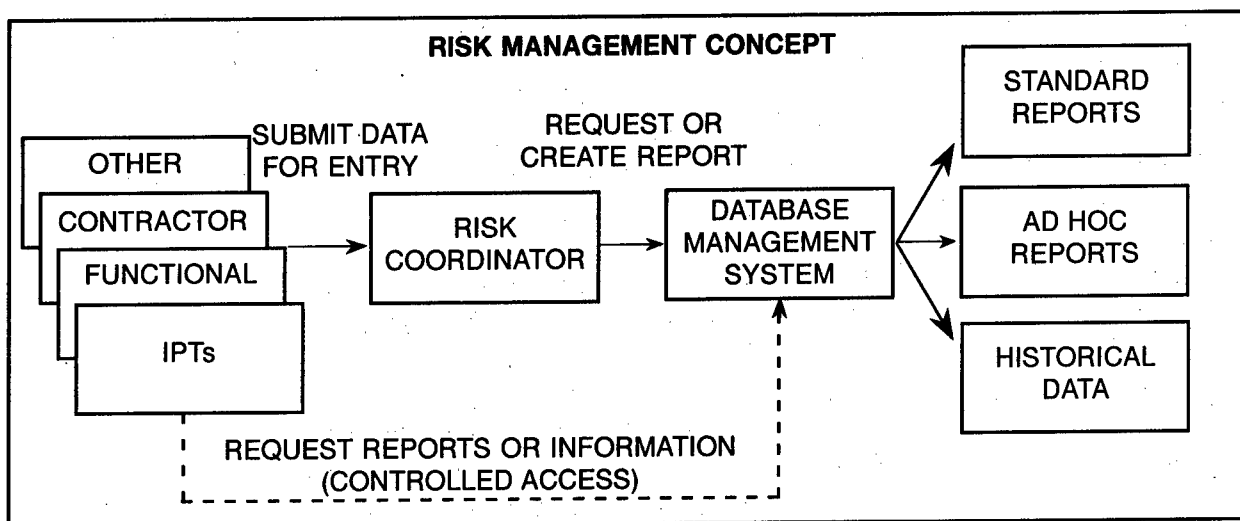 RISK MANAGEMENT CONCEPT
OTHER
CONTRACTOR
FUNCTIONAL
IPTs
SUBMIT DATA
FOR ENTRY
RISK
COORDINATOR
REQUEST OR
CREATE REPORT
DATABASE
MANAGEMENT
SYSTEM
STANDARD
REPORTS
AD HOC
REPORTS
HISTORICAL
DATA
REQUEST REPORTS OR INFORMATION
(CONTROLLED ACCESS)